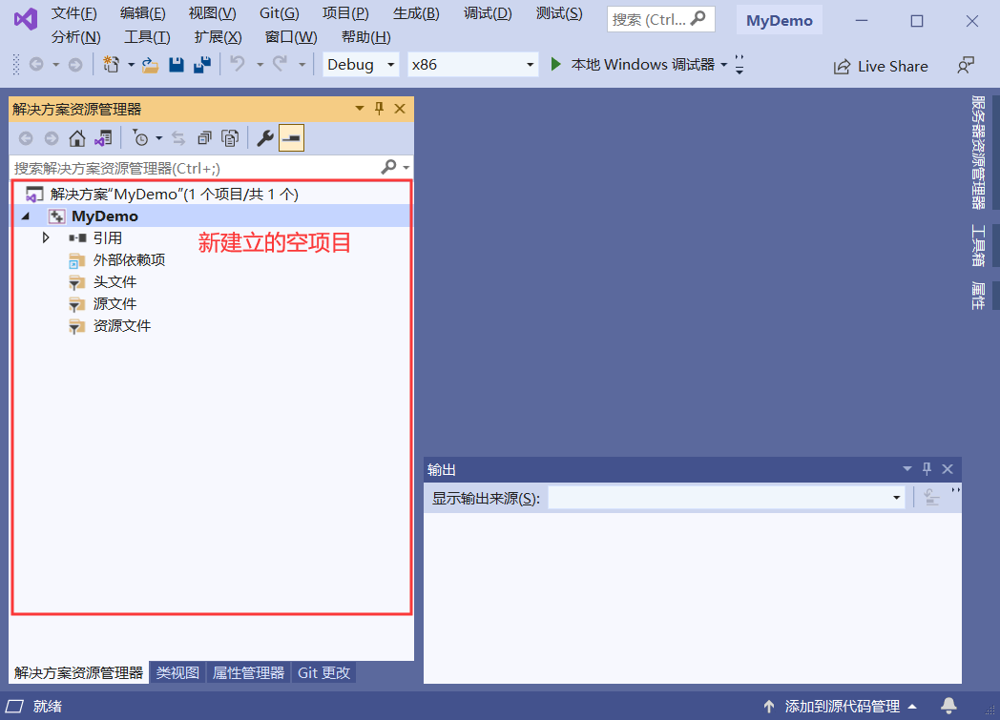 文件(F) 编辑(E) 视图(V) Git(G) 项目(P) 生成(B) 调试(D) 测试(S) 搜索 (Ctrl... MyDemo
分析(N) 工具(T) 扩展(X) 窗口(W) 帮助(H)
Debug x86 本地 Windows 调试器 Live Share
解决方案资源管理器
搜索解决方案资源管理器(Ctrl+;)
解决方案“MyDemo”(1 个项目/共 1 个)
MyDemo
引用
新建立的空项目
外部依赖项
头文件
源文件
资源文件
服务器资源管理器
工具箱
属性
输出
显示输出来源(S):
解决方案资源管理器 类视图 属性管理器 Git 更改
就绪 添加到源代码管理